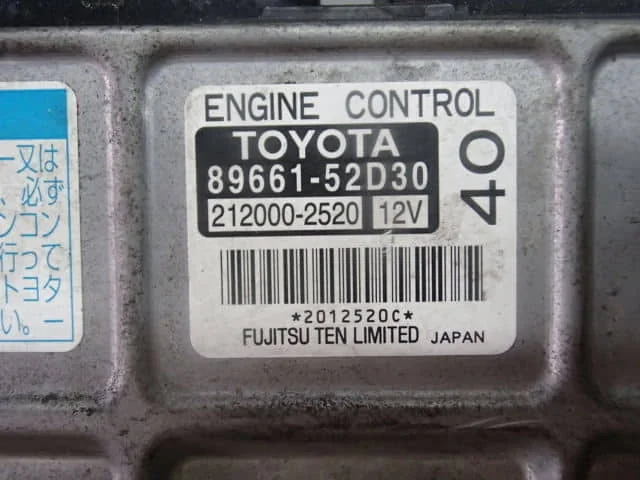 ENGINE CONTROL
TOYOTA
89661-52D30
212000-2520 12V
40
*2012520C*
FUJITSU TEN LIMITED JAPAN
ー又は
、必ず
ンコン
行って
トヨタ
い。ー